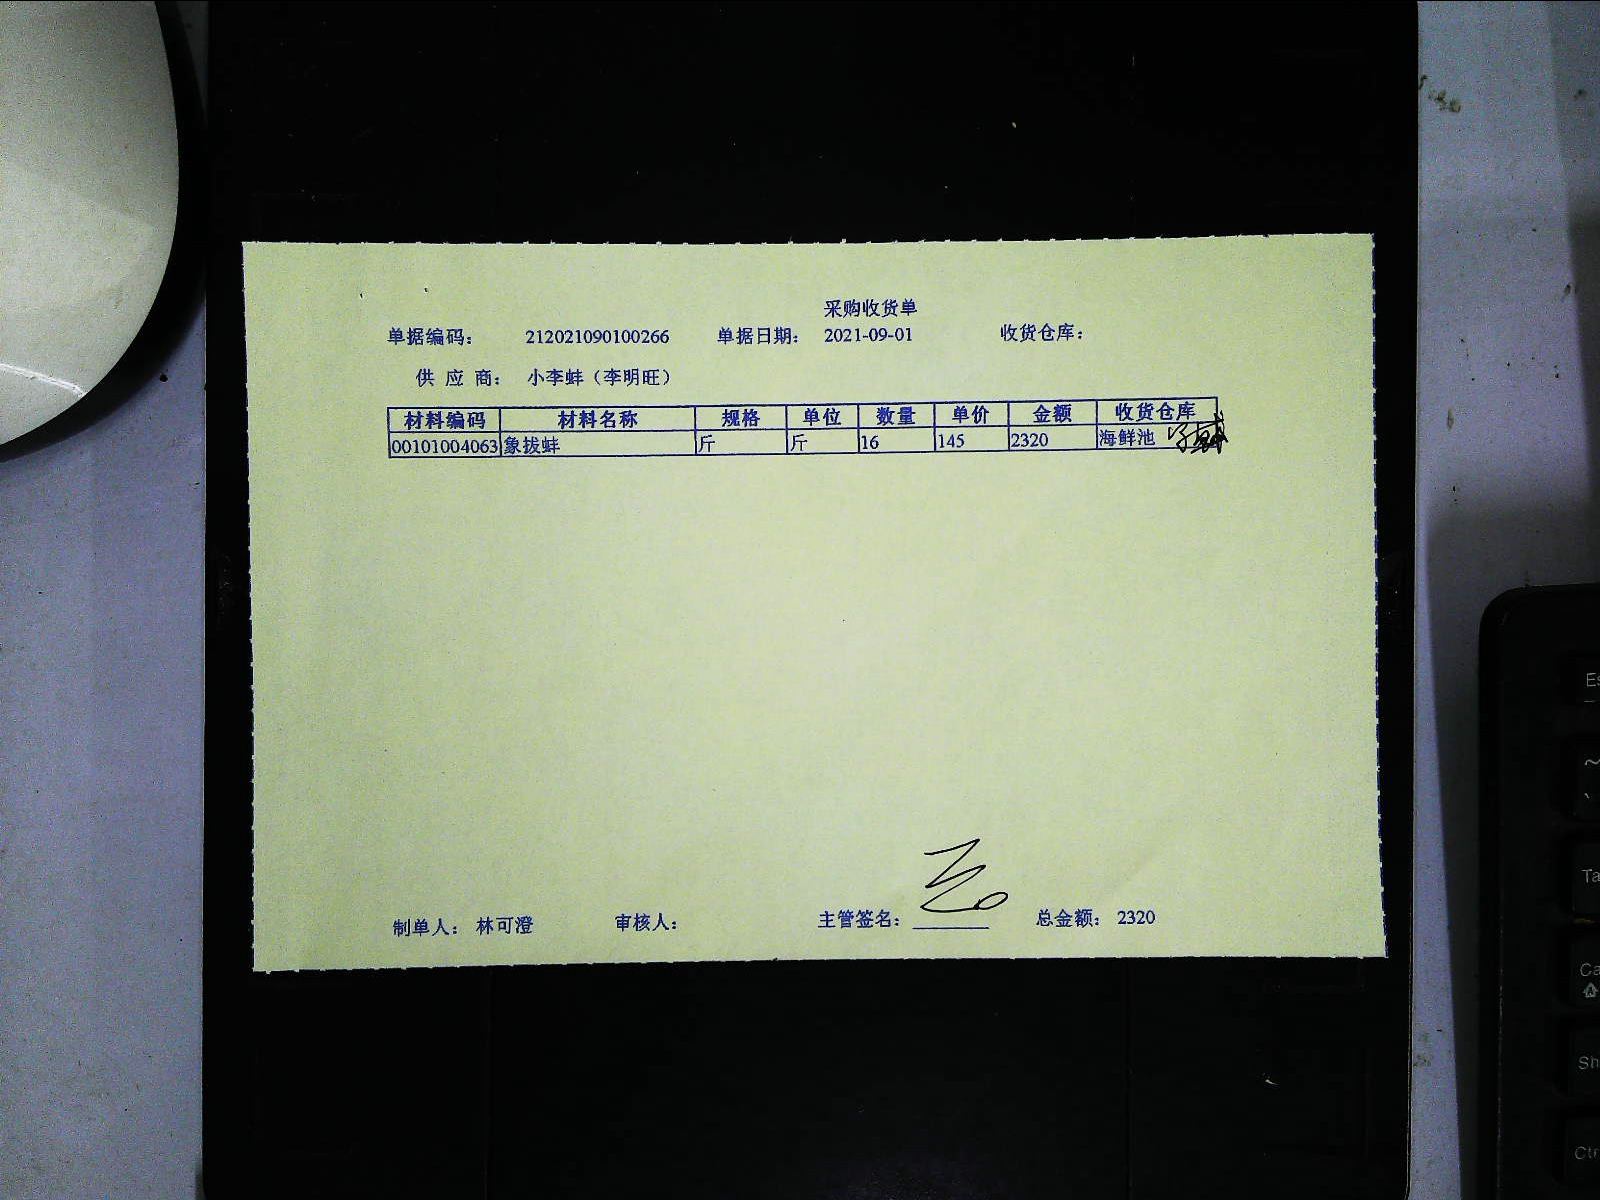 采购收货单
单据编码： 212021090100266 单据日期： 2021-09-01 收货仓库：
供 应 商： 小李蚌（李明旺）
材料编码 材料名称 规格 单位 数量 单价 金额 收货仓库
00101004063 象拔蚌 斤 斤 16 145 2320 海鲜池
制单人： 林可澄 审核人： 主管签名： 总金额： 2320